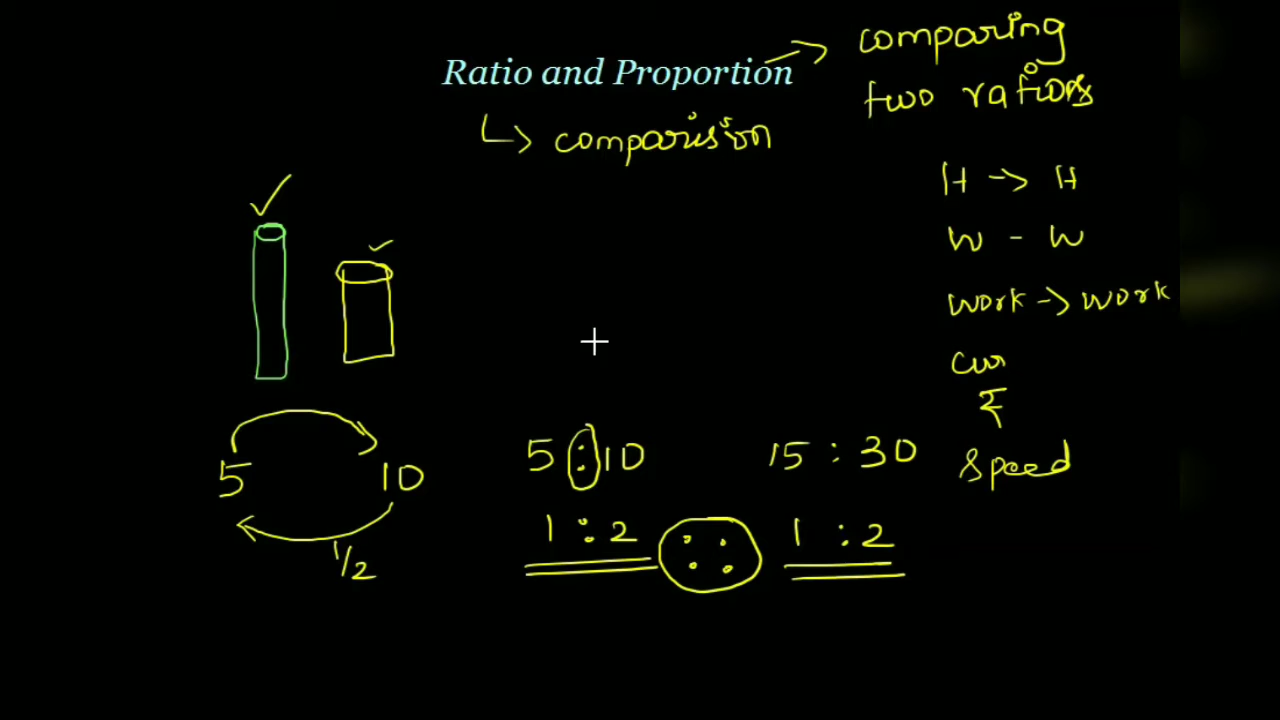 Ratio and Proportion → comparing
two ratios
↳ comparision
H → H
W - W
work → work
Cur
₹
speed
5 10
1/2
5 : 10 15 : 30
1 : 2 :: 1 : 2